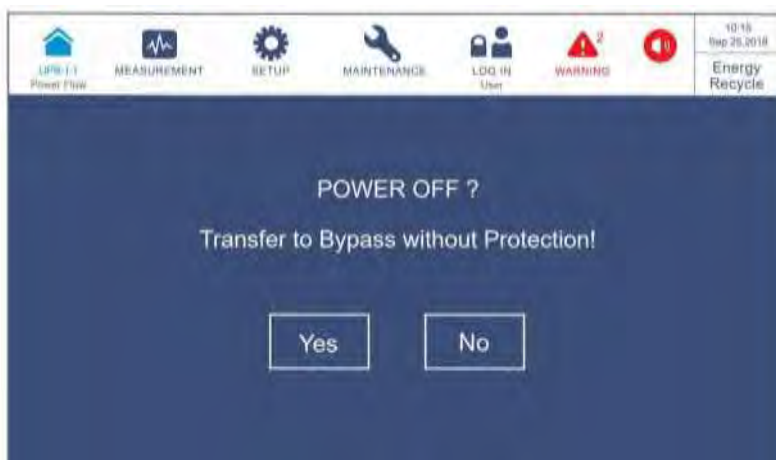 UPS-1-1
Power Flow
MEASUREMENT
SETUP
MAINTENANCE
LOG IN
User
2
WARNING
10:15
Sep 25,2018
Energy
Recycle
POWER OFF ?
Transfer to Bypass without Protection!
Yes
No